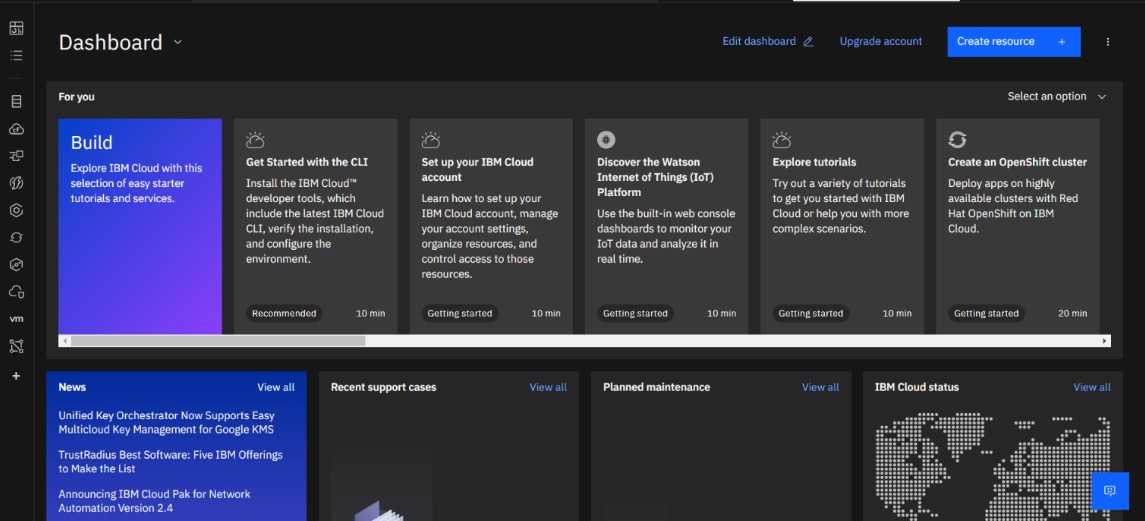 Dashboard
Edit dashboard
Upgrade account
Create resource +
For you
Select an option
Build
Explore IBM Cloud with this
selection of easy starter
tutorials and services.
Get Started with the CLI
Install the IBM Cloud™
developer tools, which
include the latest IBM Cloud
CLI, verify the installation,
and configure the
environment.
Recommended
10 min
Set up your IBM Cloud
account
Learn how to set up your
IBM Cloud account, manage
your account settings,
organize resources, and
control access to those
resources.
Getting started
10 min
Discover the Watson
Internet of Things (IoT)
Platform
Use the built-in web console
dashboards to monitor your
IoT data and analyze it in
real time.
Getting started
10 min
Explore tutorials
Try out a variety of tutorials
to get you started with IBM
Cloud or help you with more
complex scenarios.
Getting started
10 min
Create an OpenShift cluster
Deploy apps on highly
available clusters with Red
Hat OpenShift on IBM
Cloud.
Getting started
20 min
vm
News
View all
Unified Key Orchestrator Now Supports Easy
Multicloud Key Management for Google KMS
TrustRadius Best Software: Five IBM Offerings
to Make the List
Announcing IBM Cloud Pak for Network
Automation Version 2.4
Recent support cases
View all
Planned maintenance
View all
IBM Cloud status
View all